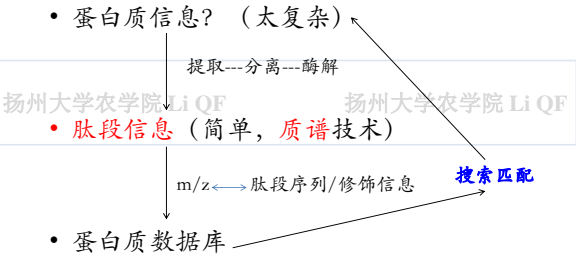 • 蛋白质信息？（太复杂）
提取---分离---酶解
扬州大学农学院 Li QF 扬州大学农学院 Li QF
• 肽段信息（简单，质谱技术）
搜索匹配
m/z 肽段序列/修饰信息
• 蛋白质数据库